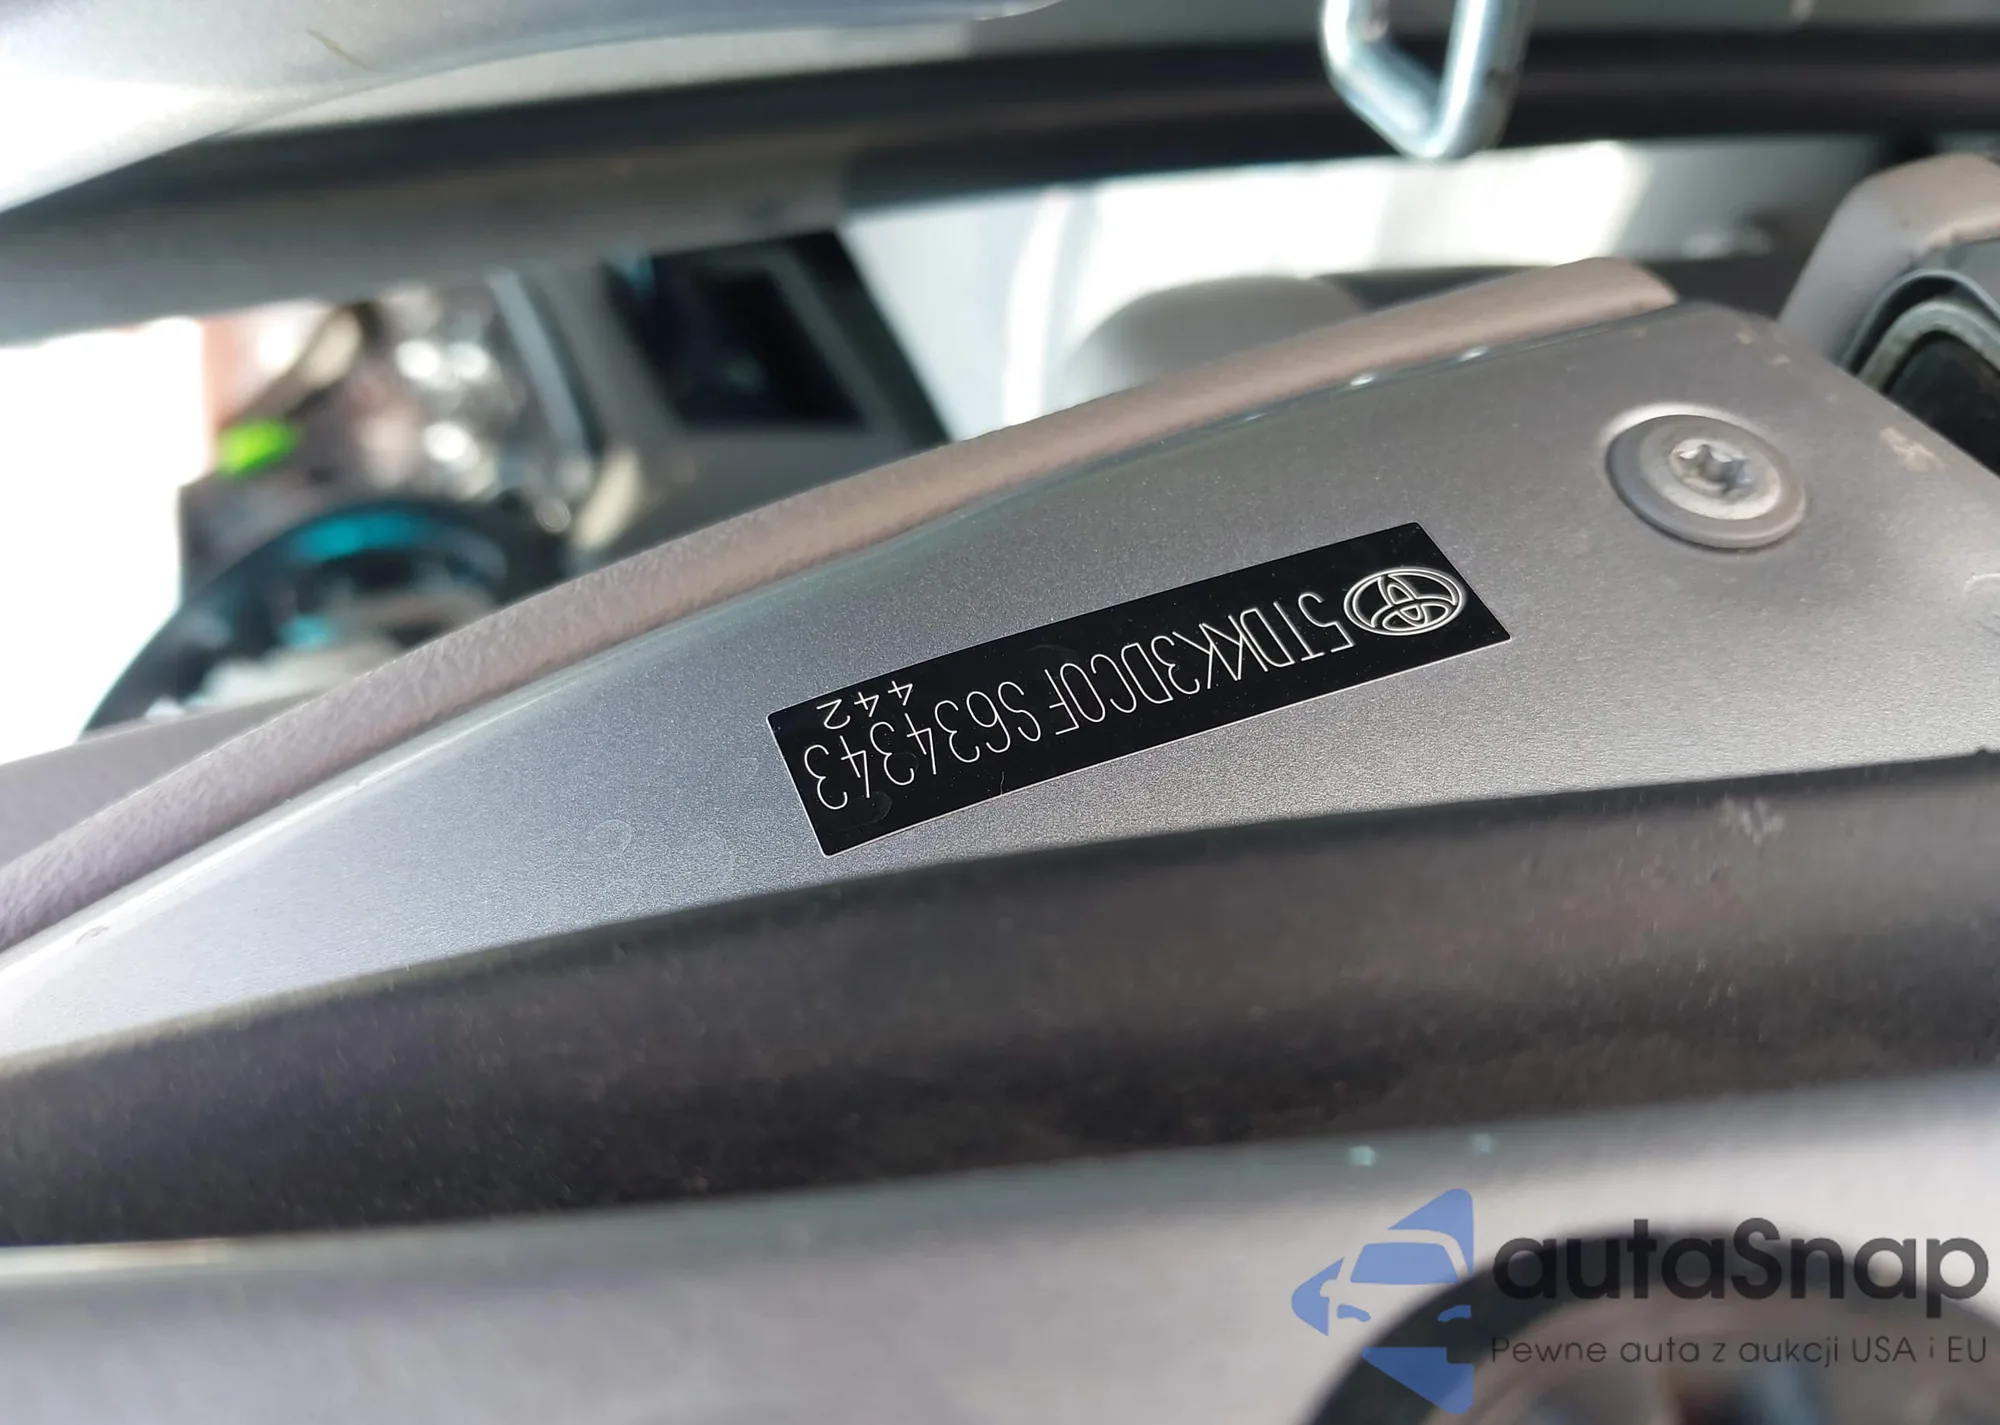 5TDKK3DC0FS634343
442
autaSnap
Pewne auta z aukcji USA i EU